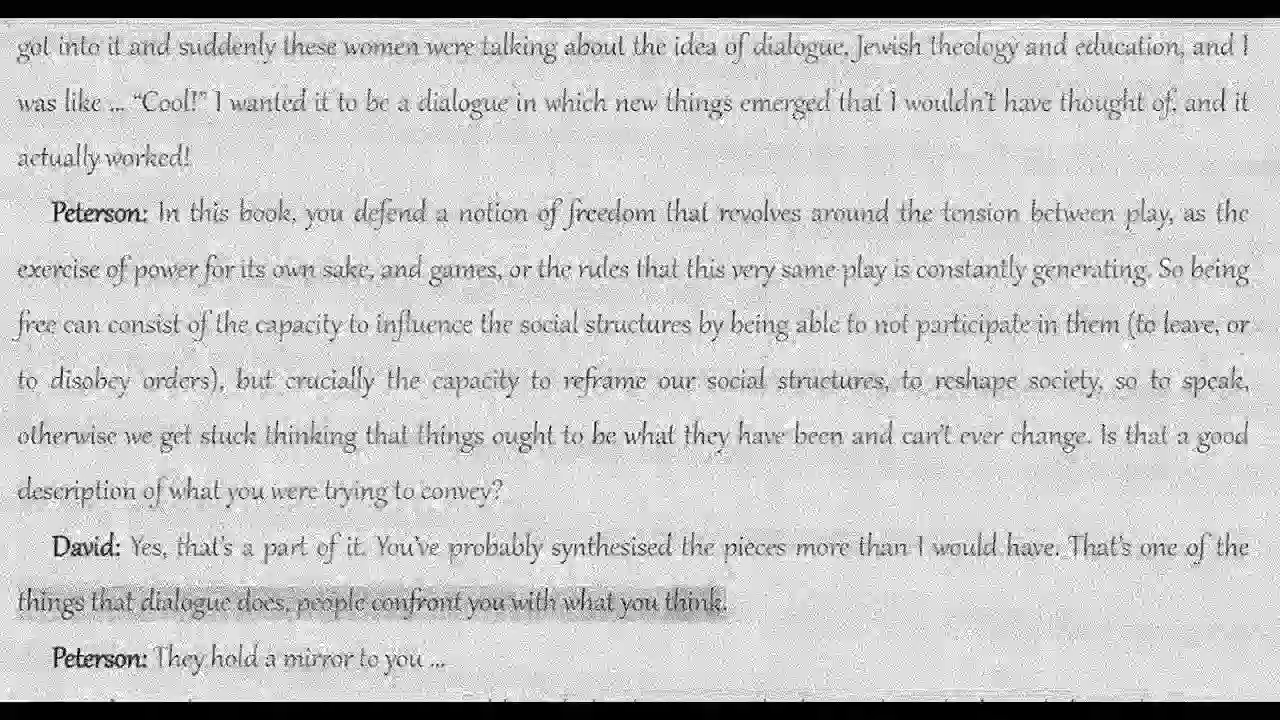 got into it and suddenly these women were talking about the idea of dialogue, Jewish theology and education, and I
was like ... “Cool!” I wanted it to be a dialogue in which new things emerged that I wouldn’t have thought of, and it
actually worked!
Peterson: In this book, you defend a notion of freedom that revolves around the tension between play, as the
exercise of power for its own sake, and games, or the rules that this very same play is constantly generating. So being
free can consist of the capacity to influence the social structures by being able to not participate in them (to leave, or
to disobey orders), but crucially the capacity to reframe our social structures, to reshape society, so to speak,
otherwise we get stuck thinking that things ought to be what they have been and can’t ever change. Is that a good
description of what you were trying to convey?
David: Yes, that’s a part of it. You’ve probably synthesised the pieces more than I would have. That’s one of the
things that dialogue does, people confront you with what you think.
Peterson: They hold a mirror to you ...